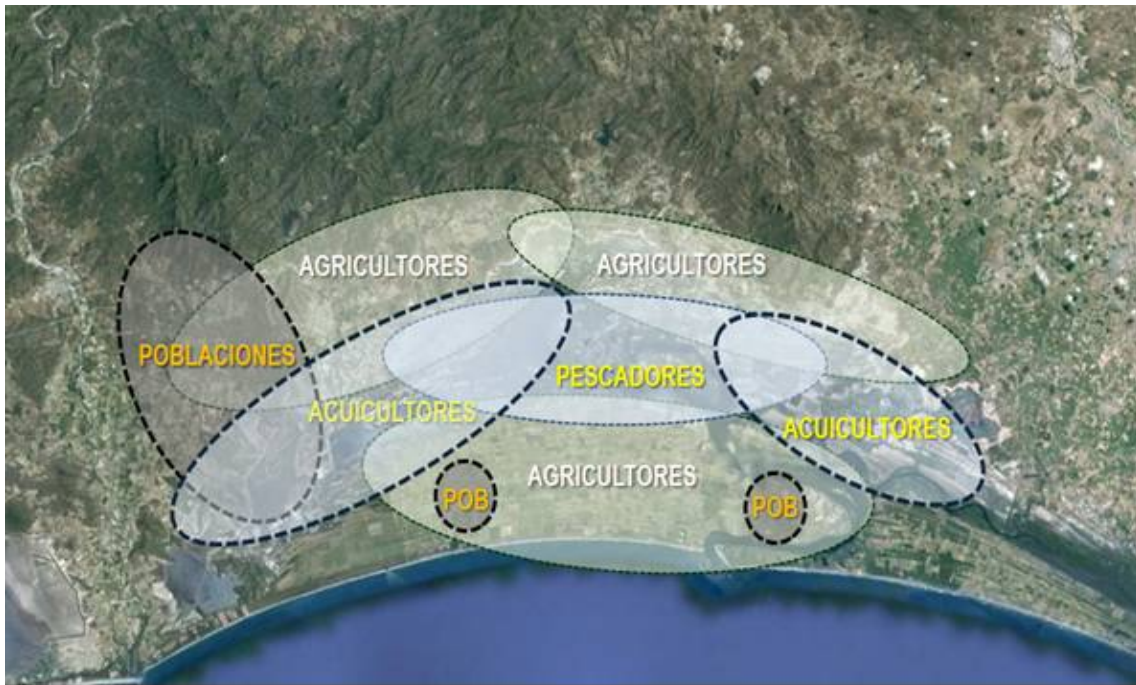 AGRICULTORES
AGRICULTORES
POBLACIONES
PESCADORES
ACUICULTORES
ACUICULTORES
AGRICULTORES
POB
POB